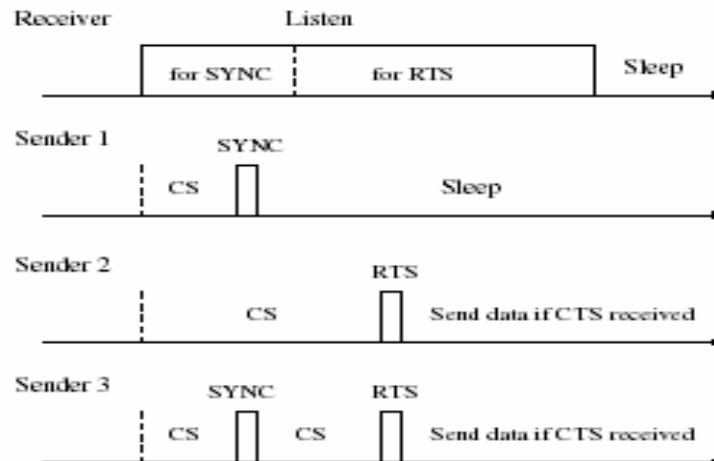 Receiver Listen
for SYNC for RTS Sleep
Sender 1
SYNC
CS Sleep
Sender 2
RTS
CS Send data if CTS received
Sender 3
SYNC RTS
CS CS Send data if CTS received